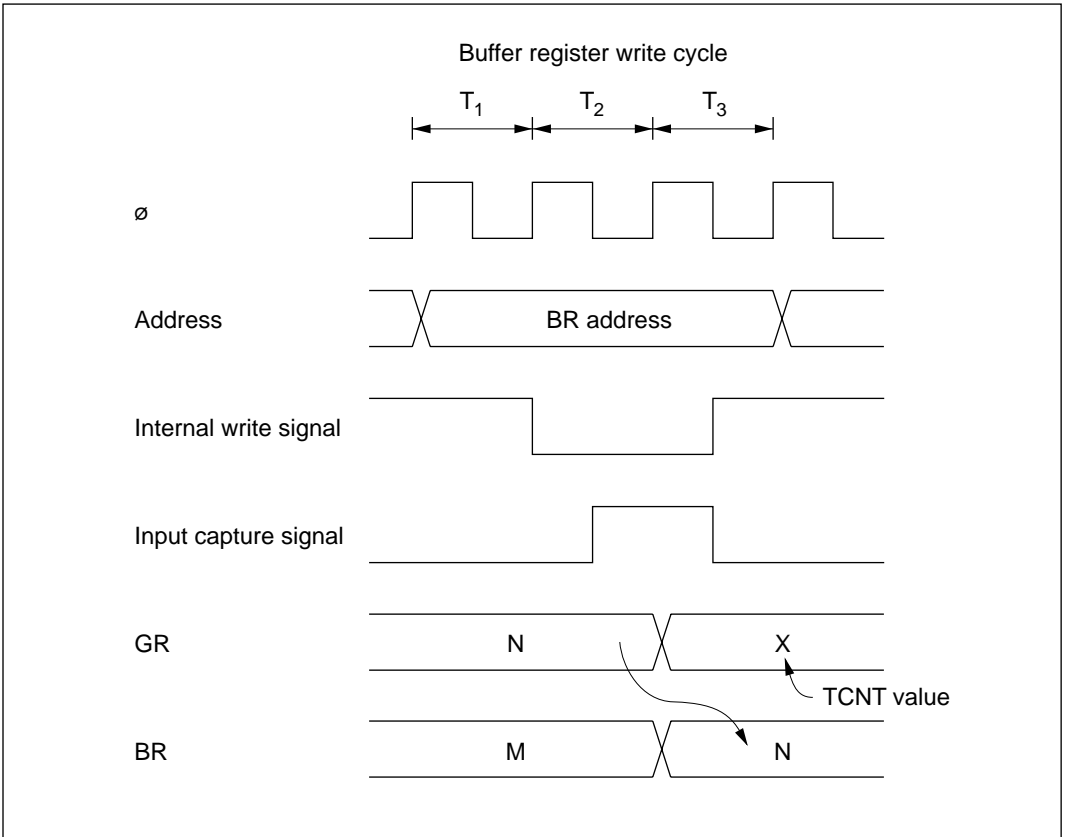 Buffer register write cycle
T1 T2 T3
ø
Address BR address
Internal write signal
Input capture signal
GR N X
TCNT value
BR M N